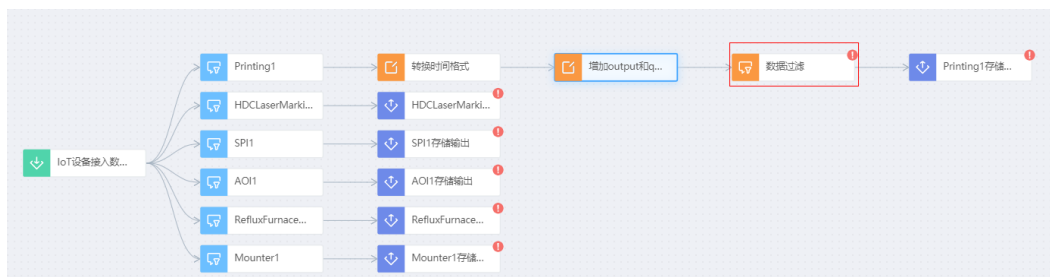 Printing1
转换时间格式
增加output和q...
数据过滤
Printing1存储...
HDCLaserMarki...
HDCLaserMarki...
SPI1
SPI1存储输出
IoT设备接入数...
AOI1
AOI1存储输出
RefluxFurnace...
RefluxFurnace...
Mounter1
Mounter1存储...